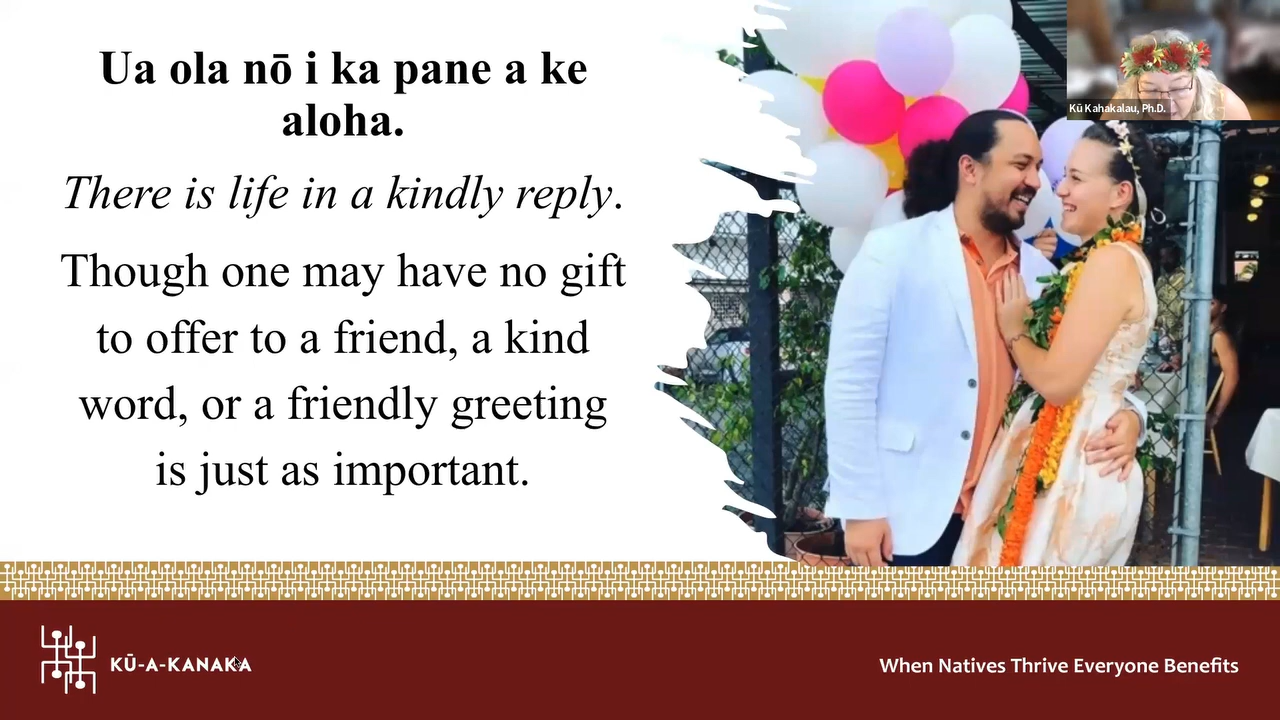 Ua ola nō i ka pane a ke
aloha.
There is life in a kindly reply.
Though one may have no gift
to offer to a friend, a kind
word, or a friendly greeting
is just as important.
Kū Kahakalau, Ph.D.
KŪ-A-KANAKA
When Natives Thrive Everyone Benefits